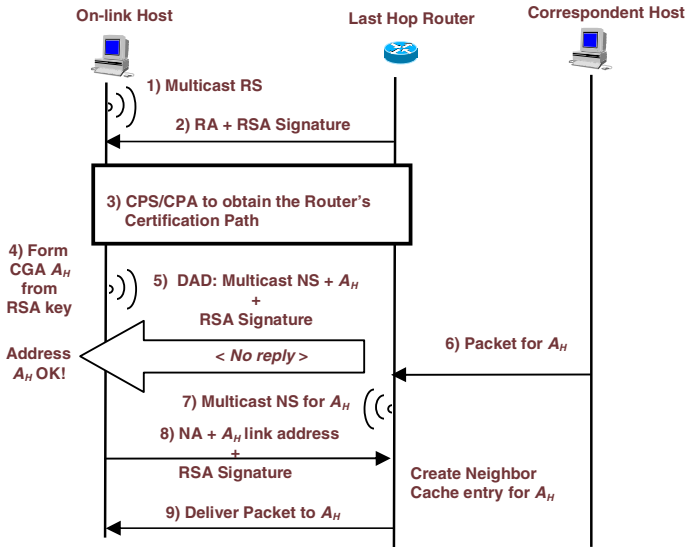 On-link Host
Last Hop Router
Correspondent Host
1) Multicast RS
2) RA + RSA Signature
3) CPS/CPA to obtain the Router's
Certification Path
4) Form
CGA A_H
from
RSA key
5) DAD: Multicast NS + A_H
+
RSA Signature
Address
A_H OK!
< No reply >
6) Packet for A_H
7) Multicast NS for A_H
8) NA + A_H link address
+
RSA Signature
Create Neighbor
Cache entry for A_H
9) Deliver Packet to A_H